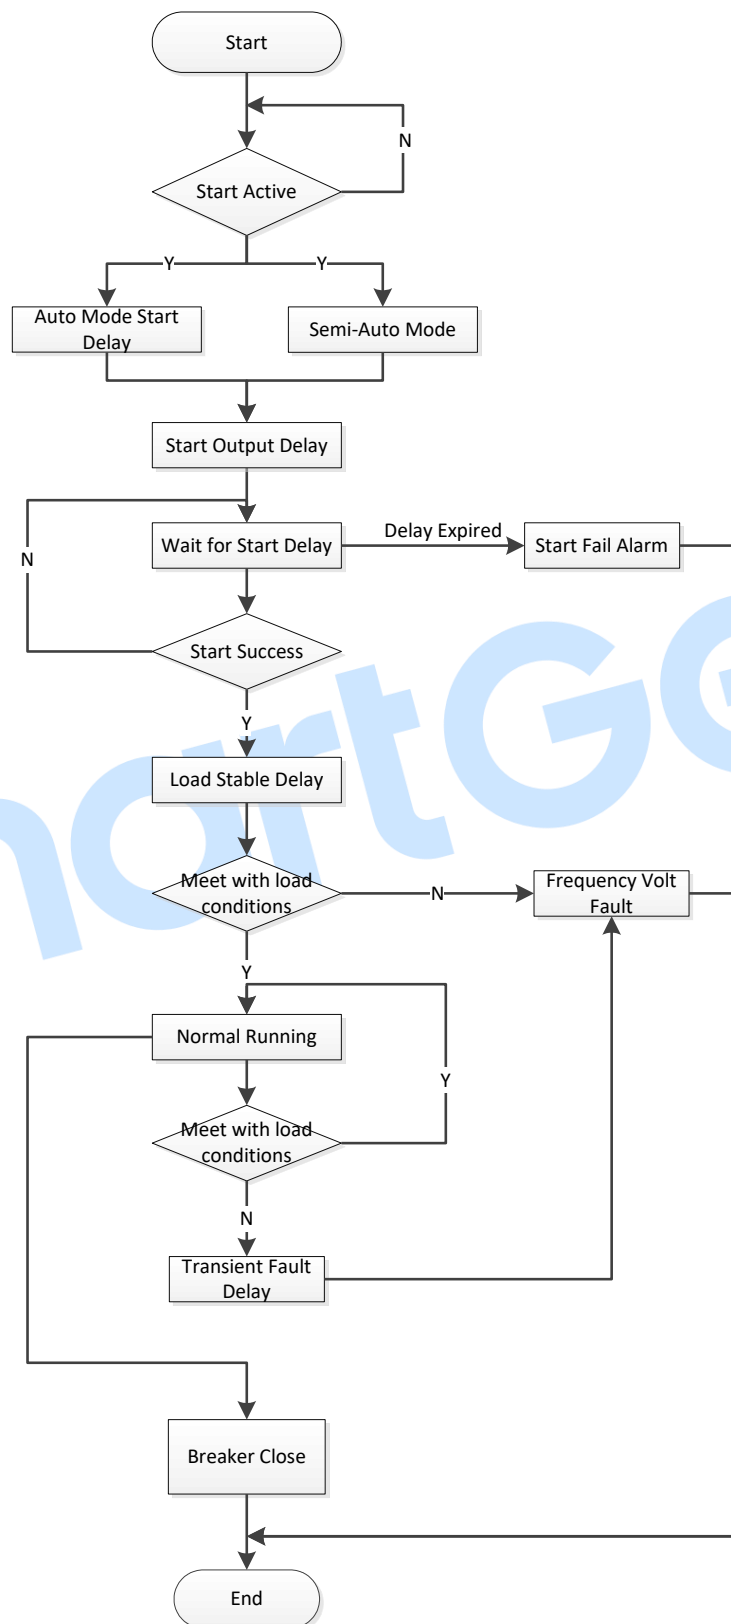 Start
N
Start Active
Y
Y
Auto Mode Start
Delay
Semi-Auto Mode
Start Output Delay
N
Wait for Start Delay
Delay Expired
Start Fail Alarm
Start Success
Y
Load Stable Delay
Meet with load
conditions
N
Frequency Volt
Fault
Y
Normal Running
Y
Meet with load
conditions
N
Transient Fault
Delay
Breaker Close
End